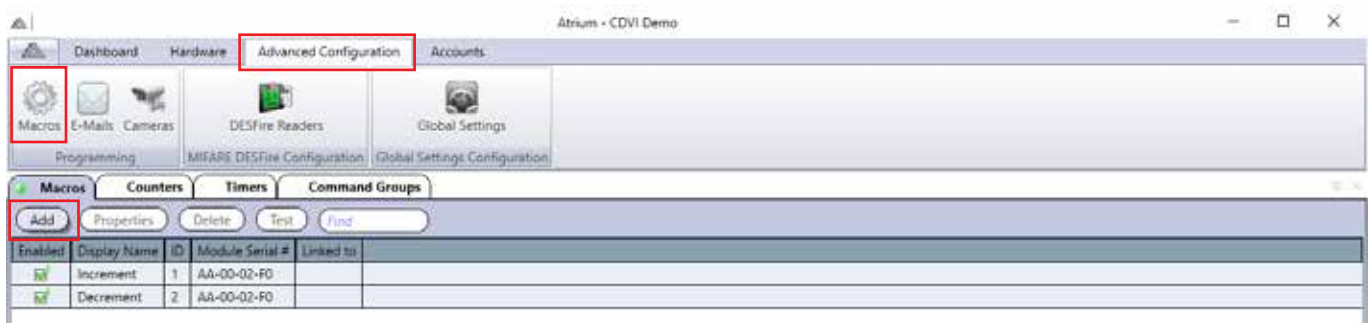 Atrium - CDVI Demo
Dashboard Hardware Advanced Configuration Accounts
Macros E-Mails Cameras DESFire Readers Global Settings
Programming MIFARE DESFire Configuration Global Settings Configuration
Macros Counters Timers Command Groups
Add Properties Delete Test Find
Enabled Display Name ID Module Serial # Linked to
Increment 1 AA-00-02-F0
Decrement 2 AA-00-02-F0